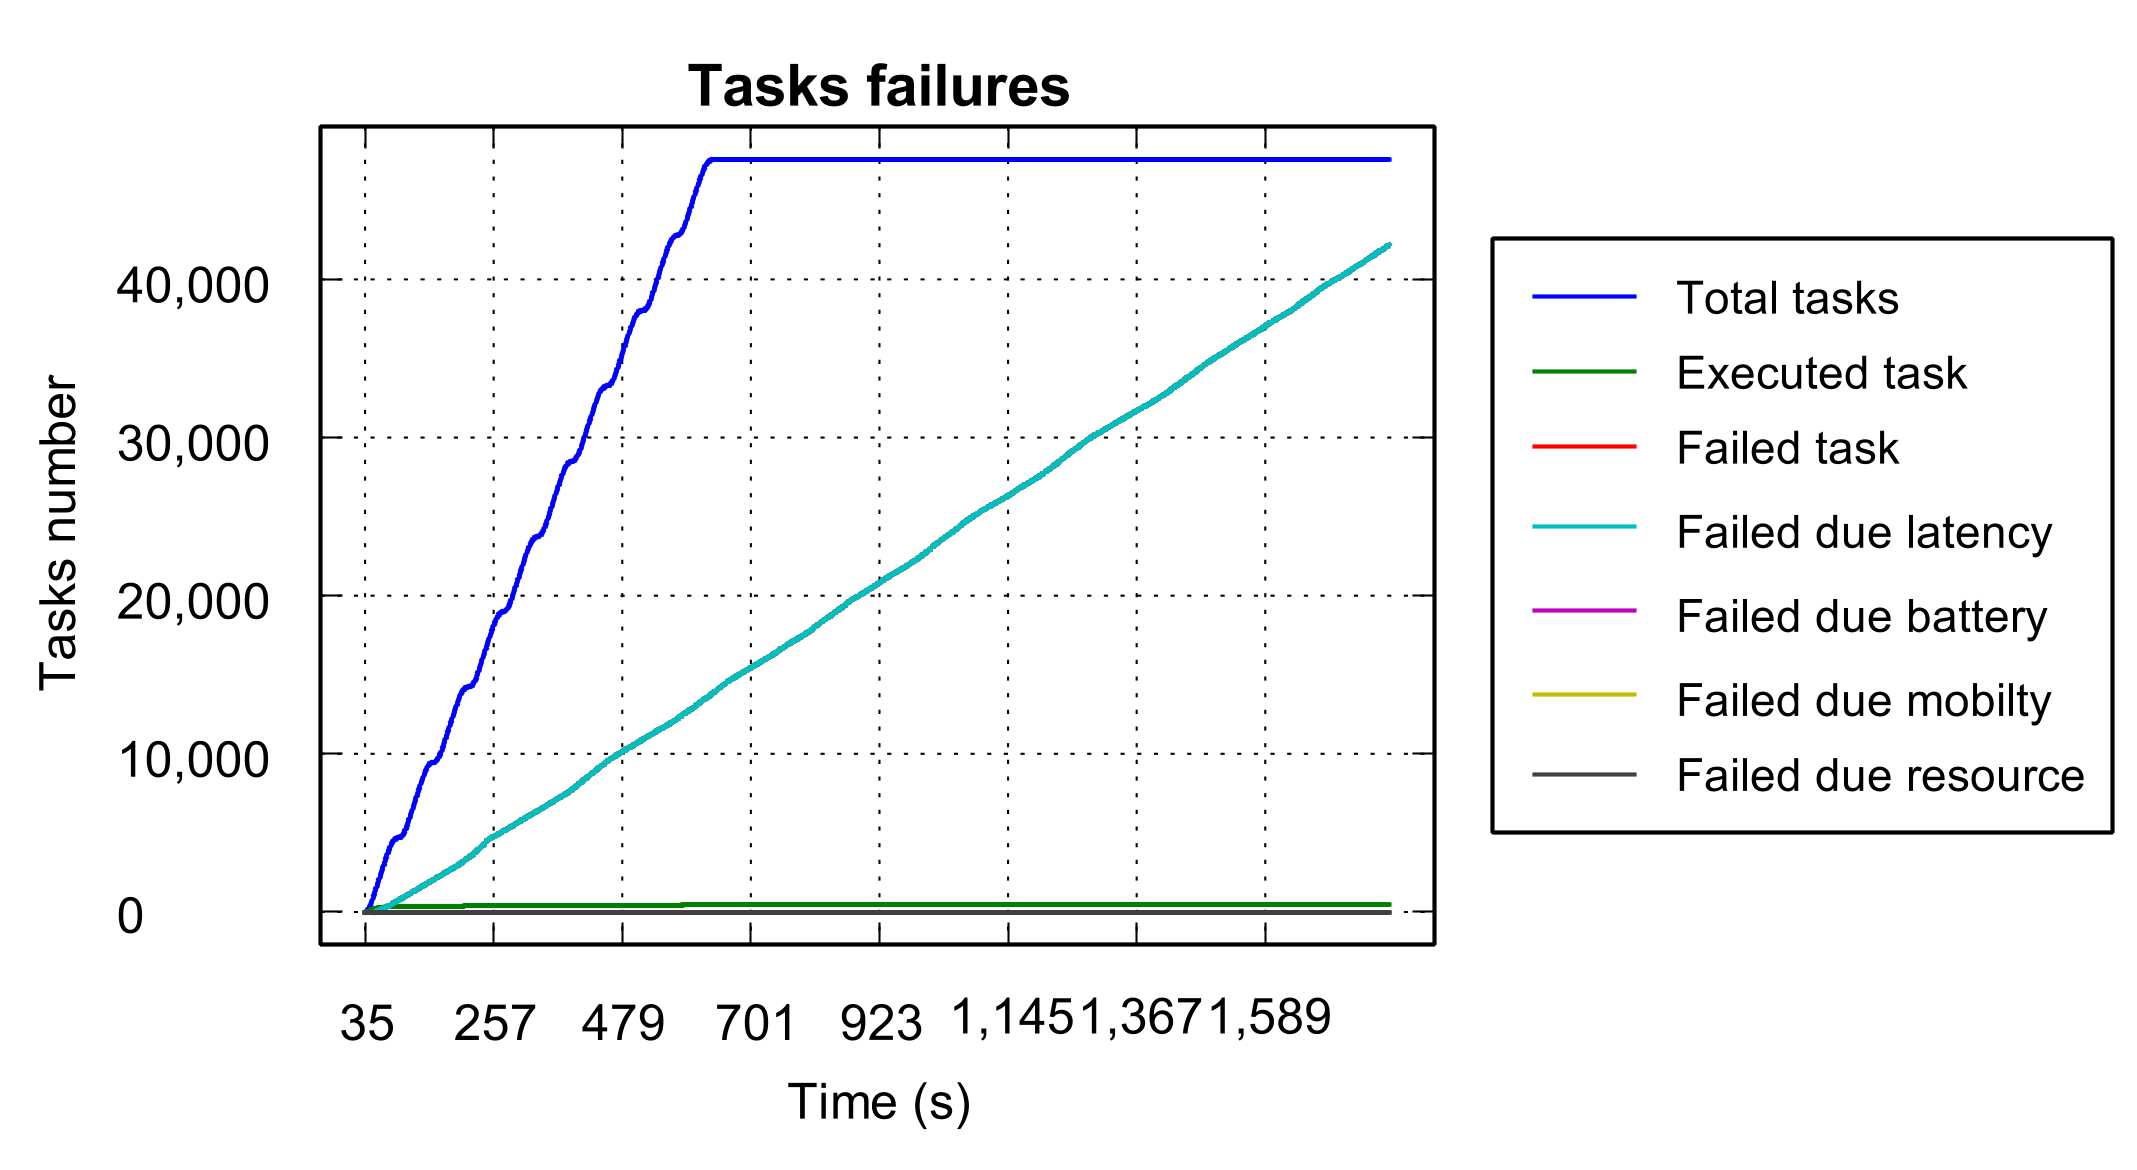 Tasks failures
Tasks number
40,000
30,000
20,000
10,000
0
35 257 479 701 923 1,145 1,367 1,589
Time (s)
Total tasks
Executed task
Failed task
Failed due latency
Failed due battery
Failed due mobilty
Failed due resource